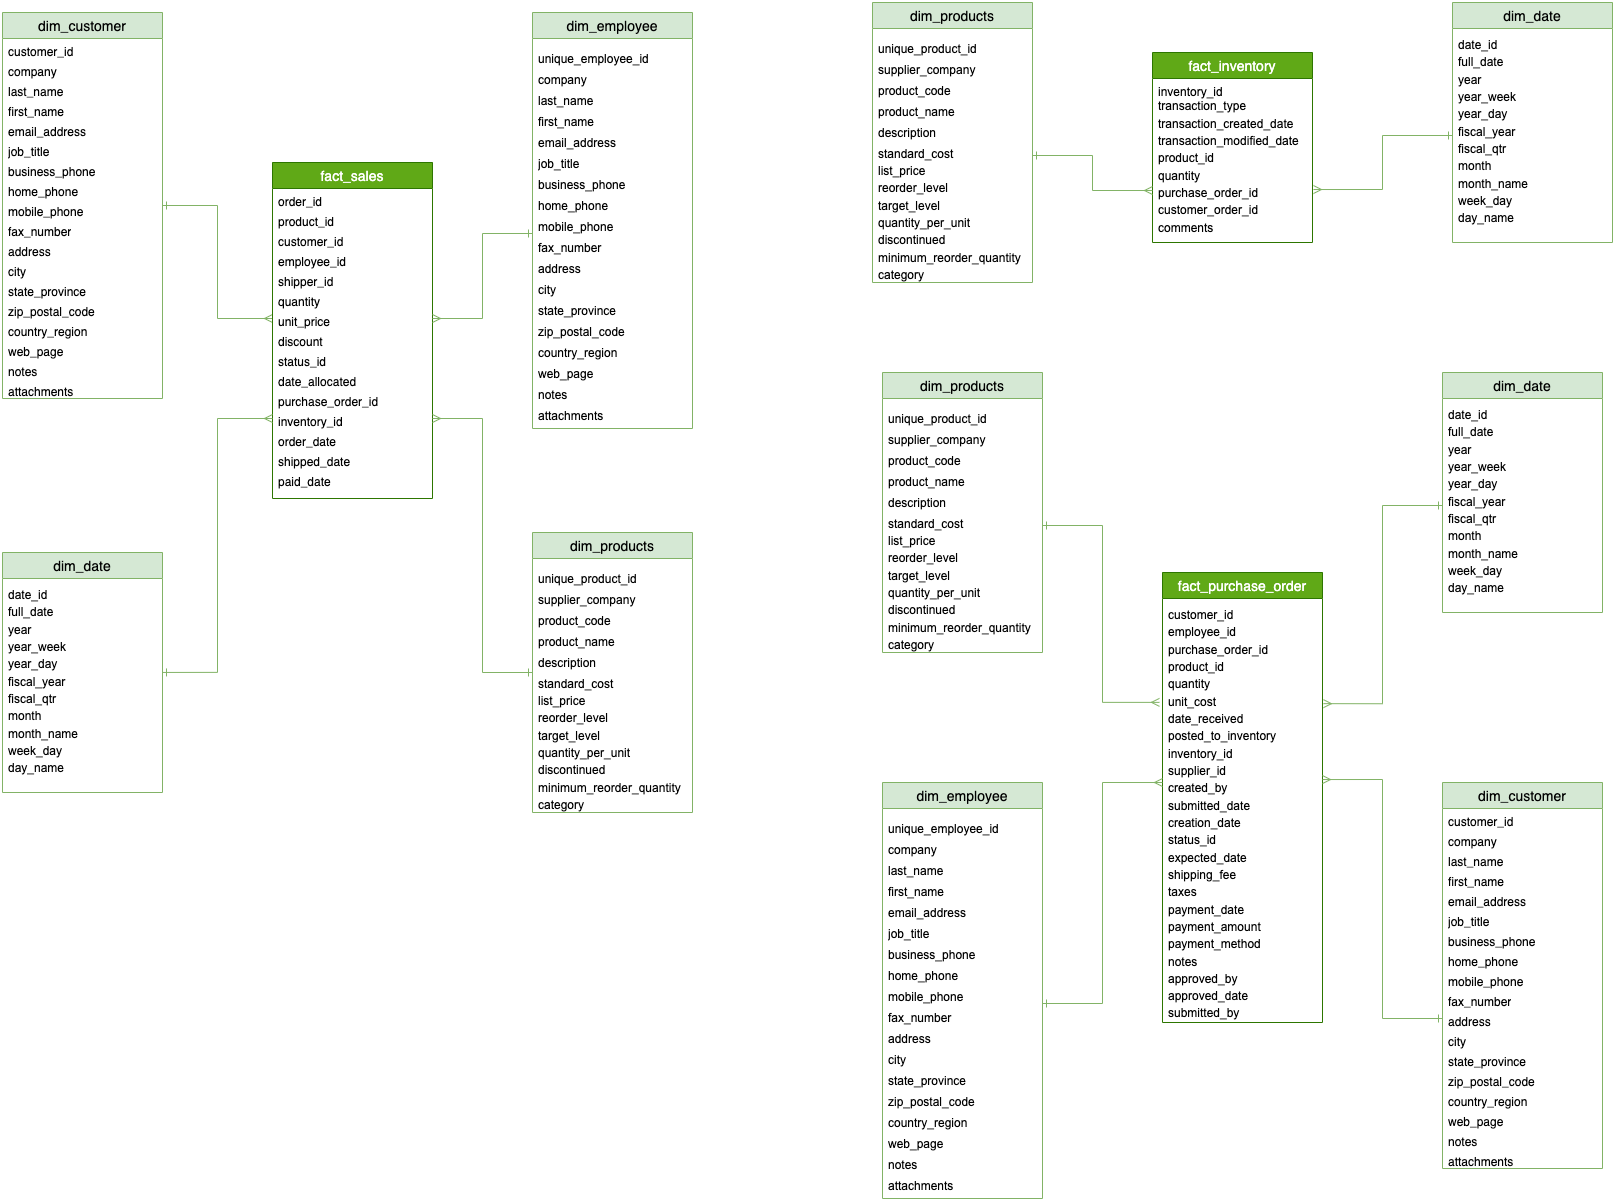 dim_customer
customer_id
company
last_name
first_name
email_address
job_title
business_phone
home_phone
mobile_phone
fax_number
address
city
state_province
zip_postal_code
country_region
web_page
notes
attachments
fact_sales
order_id
product_id
customer_id
employee_id
shipper_id
quantity
unit_price
discount
status_id
date_allocated
purchase_order_id
inventory_id
order_date
shipped_date
paid_date
dim_employee
unique_employee_id
company
last_name
first_name
email_address
job_title
business_phone
home_phone
mobile_phone
fax_number
address
city
state_province
zip_postal_code
country_region
web_page
notes
attachments
dim_date
date_id
full_date
year
year_week
year_day
fiscal_year
fiscal_qtr
month
month_name
week_day
day_name
dim_products
unique_product_id
supplier_company
product_code
product_name
description
standard_cost
list_price
reorder_level
target_level
quantity_per_unit
discontinued
minimum_reorder_quantity
category
dim_products
unique_product_id
supplier_company
product_code
product_name
description
standard_cost
list_price
reorder_level
target_level
quantity_per_unit
discontinued
minimum_reorder_quantity
category
fact_inventory
inventory_id
transaction_type
transaction_created_date
transaction_modified_date
product_id
quantity
purchase_order_id
customer_order_id
comments
dim_date
date_id
full_date
year
year_week
year_day
fiscal_year
fiscal_qtr
month
month_name
week_day
day_name
dim_products
unique_product_id
supplier_company
product_code
product_name
description
standard_cost
list_price
reorder_level
target_level
quantity_per_unit
discontinued
minimum_reorder_quantity
category
dim_date
date_id
full_date
year
year_week
year_day
fiscal_year
fiscal_qtr
month
month_name
week_day
day_name
fact_purchase_order
customer_id
employee_id
purchase_order_id
product_id
quantity
unit_cost
date_received
posted_to_inventory
inventory_id
supplier_id
created_by
submitted_date
creation_date
status_id
expected_date
shipping_fee
taxes
payment_date
payment_amount
payment_method
notes
approved_by
approved_date
submitted_by
dim_employee
unique_employee_id
company
last_name
first_name
email_address
job_title
business_phone
home_phone
mobile_phone
fax_number
address
city
state_province
zip_postal_code
country_region
web_page
notes
attachments
dim_customer
customer_id
company
last_name
first_name
email_address
job_title
business_phone
home_phone
mobile_phone
fax_number
address
city
state_province
zip_postal_code
country_region
web_page
notes
attachments